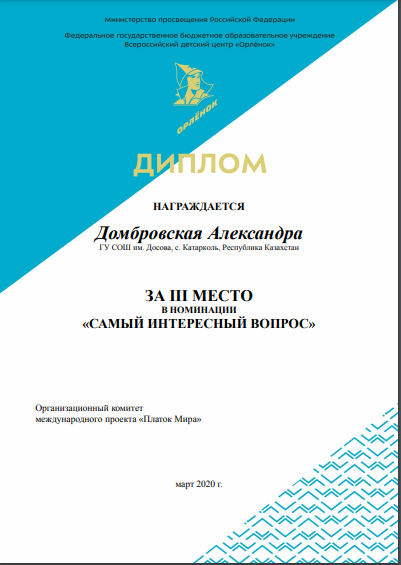 Министерство просвещения Российской Федерации
Федеральное государственное бюджетное образовательное учреждение
Всероссийский детский центр «Орлёнок»
ОРЛЁНОК
ДИПЛОМ
НАГРАЖДАЕТСЯ
Домбровская Александра
ГУ СОШ им. Досова, с. Катарколь, Республика Казахстан
ЗА III МЕСТО
В НОМИНАЦИИ
«САМЫЙ ИНТЕРЕСНЫЙ ВОПРОС»
Организационный комитет
международного проекта «Платок Мира»
март 2020 г.